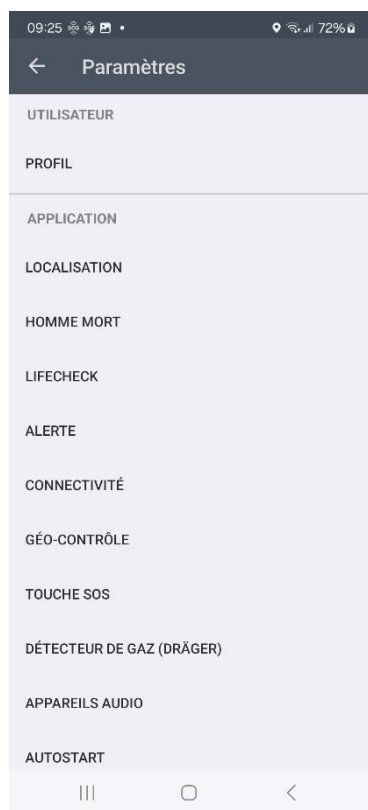 09:25 72%
Paramètres
UTILISATEUR
PROFIL
APPLICATION
LOCALISATION
HOMME MORT
LIFECHECK
ALERTE
CONNECTIVITÉ
GÉO-CONTRÔLE
TOUCHE SOS
DÉTECTEUR DE GAZ (DRÄGER)
APPAREILS AUDIO
AUTOSTART